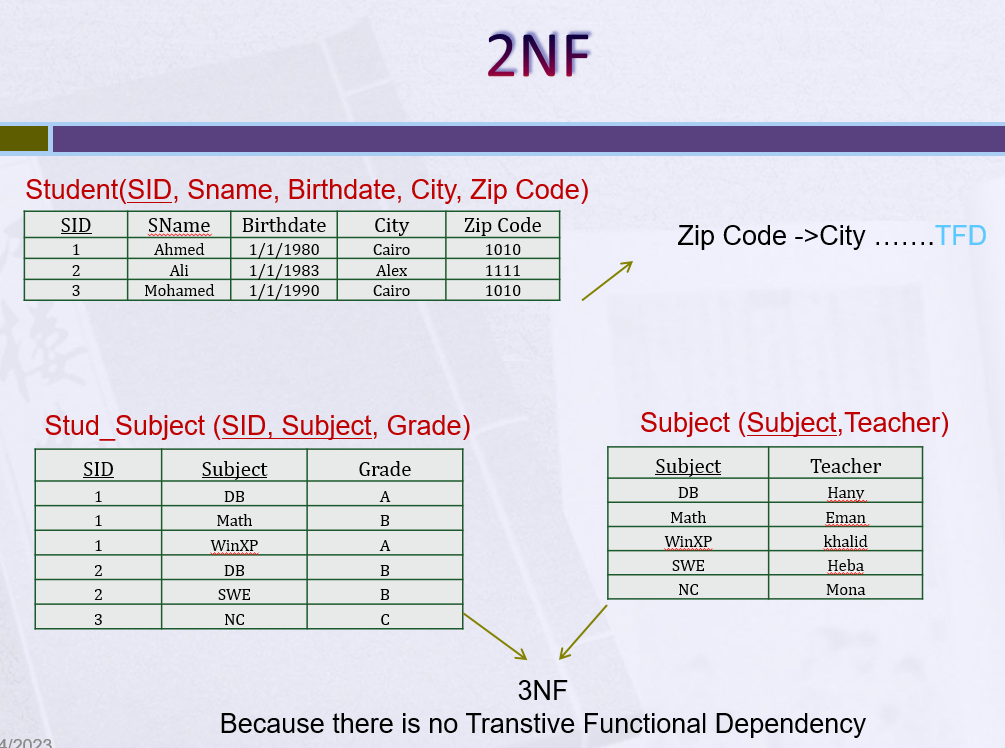 2NF
Student(SID, Sname, Birthdate, City, Zip Code)
SID SName Birthdate City Zip Code
1 Ahmed 1/1/1980 Cairo 1010
2 Ali 1/1/1983 Alex 1111
3 Mohamed 1/1/1990 Cairo 1010
Zip Code ->City …….TFD
Stud_Subject (SID, Subject, Grade)
SID Subject Grade
1 DB A
1 Math B
1 WinXP A
2 DB B
2 SWE B
3 NC C
Subject (Subject,Teacher)
Subject Teacher
DB Hany
Math Eman
WinXP khalid
SWE Heba
NC Mona
3NF
Because there is no Transtive Functional Dependency
4/2023